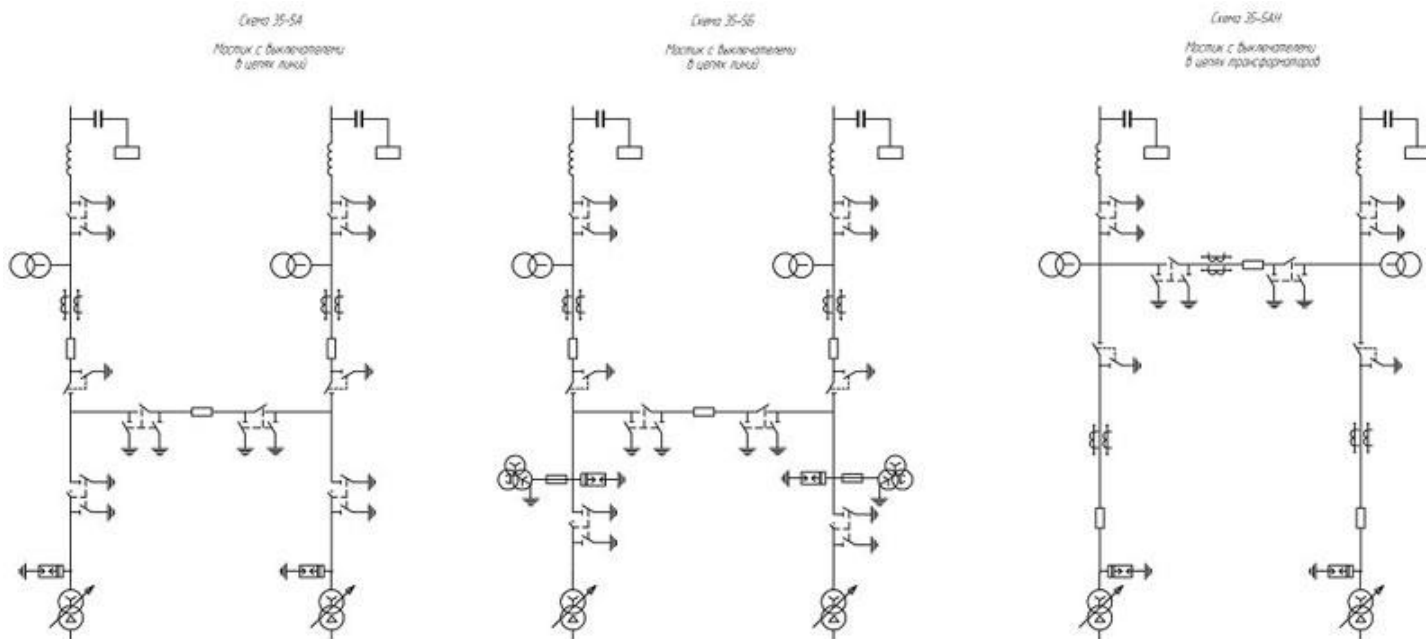 Схема 35-5А
Мостик с выключателями
в цепях линий
Схема 35-5Б
Мостик с выключателями
в цепях линий
Схема 35-5АН
Мостик с выключателями
в цепях трансформаторов